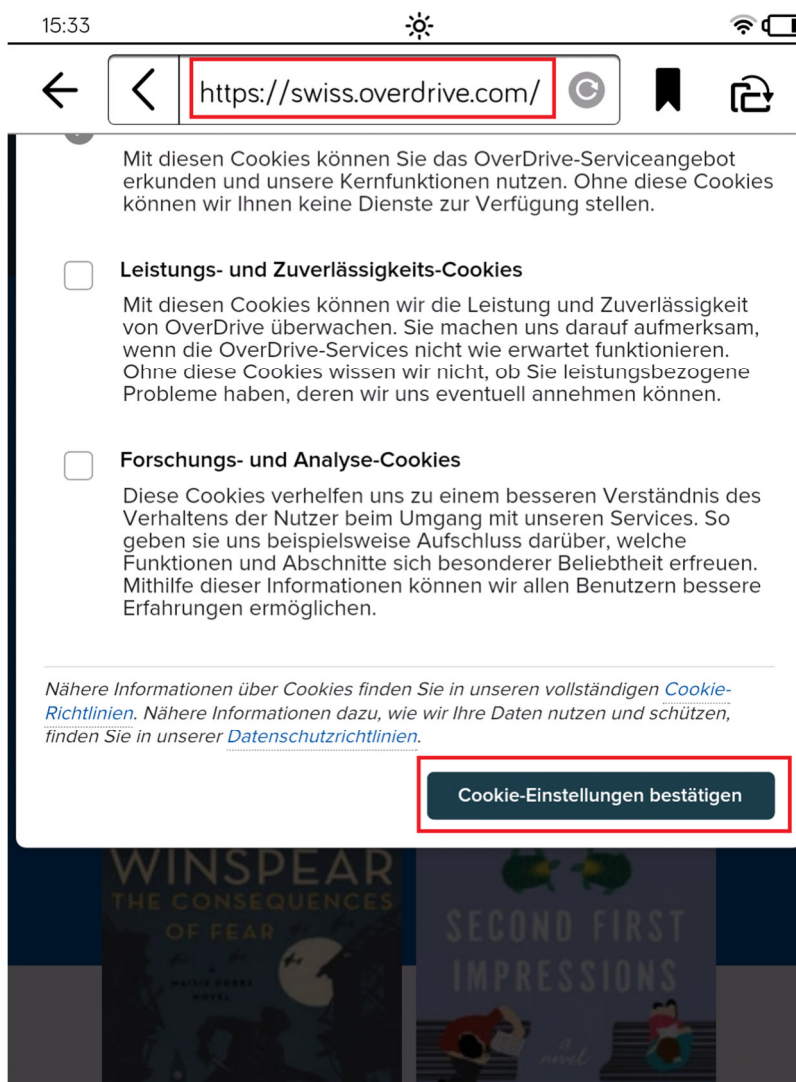 15:33
https://swiss.overdrive.com/
Mit diesen Cookies können Sie das OverDrive-Serviceangebot
erkunden und unsere Kernfunktionen nutzen. Ohne diese Cookies
können wir Ihnen keine Dienste zur Verfügung stellen.
Leistungs- und Zuverlässigkeits-Cookies
Mit diesen Cookies können wir die Leistung und Zuverlässigkeit
von OverDrive überwachen. Sie machen uns darauf aufmerksam,
wenn die OverDrive-Services nicht wie erwartet funktionieren.
Ohne diese Cookies wissen wir nicht, ob Sie leistungsbezogene
Probleme haben, deren wir uns eventuell annehmen können.
Forschungs- und Analyse-Cookies
Diese Cookies verhelfen uns zu einem besseren Verständnis des
Verhaltens der Nutzer beim Umgang mit unseren Services. So
geben sie uns beispielsweise Aufschluss darüber, welche
Funktionen und Abschnitte sich besonderer Beliebtheit erfreuen.
Mithilfe dieser Informationen können wir allen Benutzern bessere
Erfahrungen ermöglichen.
Nähere Informationen über Cookies finden Sie in unseren vollständigen Cookie-
Richtlinien. Nähere Informationen dazu, wie wir Ihre Daten nutzen und schützen,
finden Sie in unserer Datenschutzrichtlinien.
Cookie-Einstellungen bestätigen
WINSPEAR
THE CONSEQUENCES
OF FEAR
A
MAISIE DOBBS
NOVEL
SECOND FIRST
IMPRESSIONS
a
novel